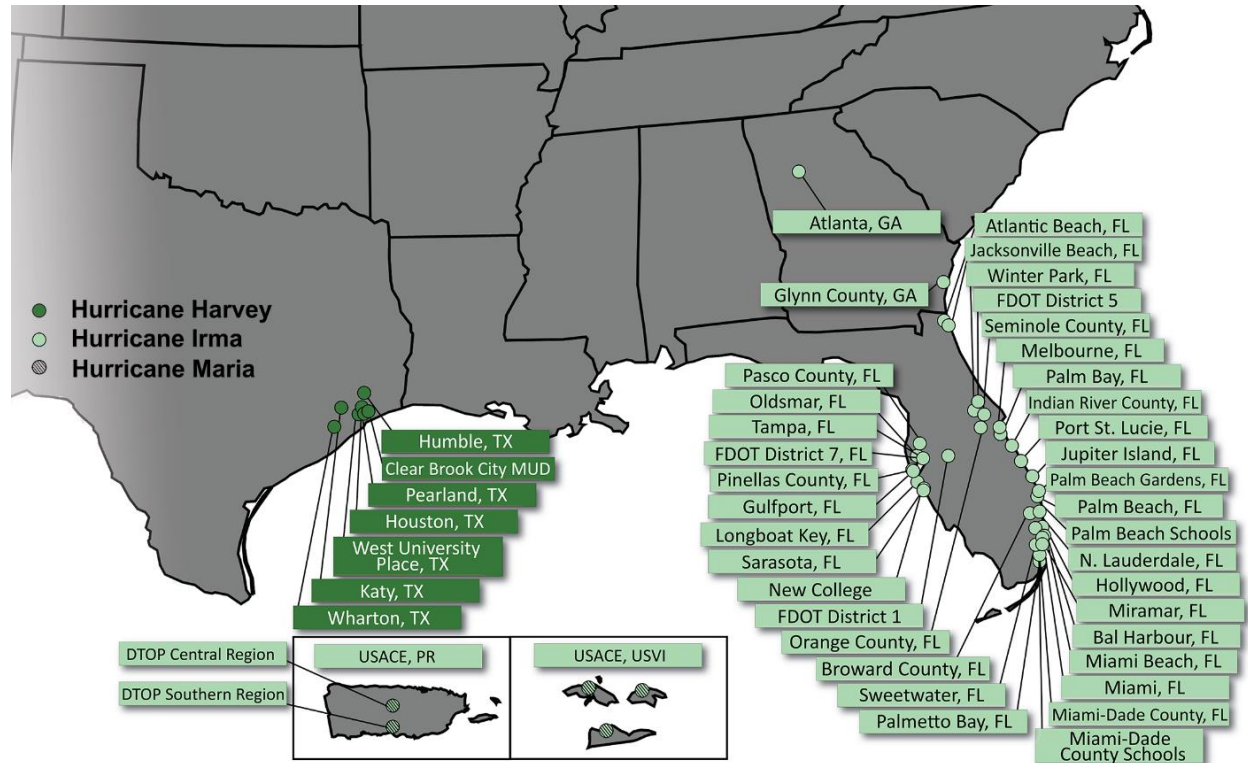 Hurricane Harvey
Hurricane Irma
Hurricane Maria
Humble, TX
Clear Brook City MUD
Pearland, TX
Houston, TX
West University
Place, TX
Katy, TX
Wharton, TX
DTOP Central Region
DTOP Southern Region
USACE, PR
USACE, USVI
Atlanta, GA
Glynn County, GA
Pasco County, FL
Oldsmar, FL
Tampa, FL
FDOT District 7, FL
Pinellas County, FL
Gulfport, FL
Longboat Key, FL
Sarasota, FL
New College
FDOT District 1
Orange County, FL
Broward County, FL
Sweetwater, FL
Palmetto Bay, FL
Atlantic Beach, FL
Jacksonville Beach, FL
Winter Park, FL
FDOT District 5
Seminole County, FL
Melbourne, FL
Palm Bay, FL
Indian River County, FL
Port St. Lucie, FL
Jupiter Island, FL
Palm Beach Gardens, FL
Palm Beach, FL
Palm Beach Schools
N. Lauderdale, FL
Hollywood, FL
Miramar, FL
Bal Harbour, FL
Miami Beach, FL
Miami, FL
Miami-Dade County, FL
Miami-Dade
County Schools